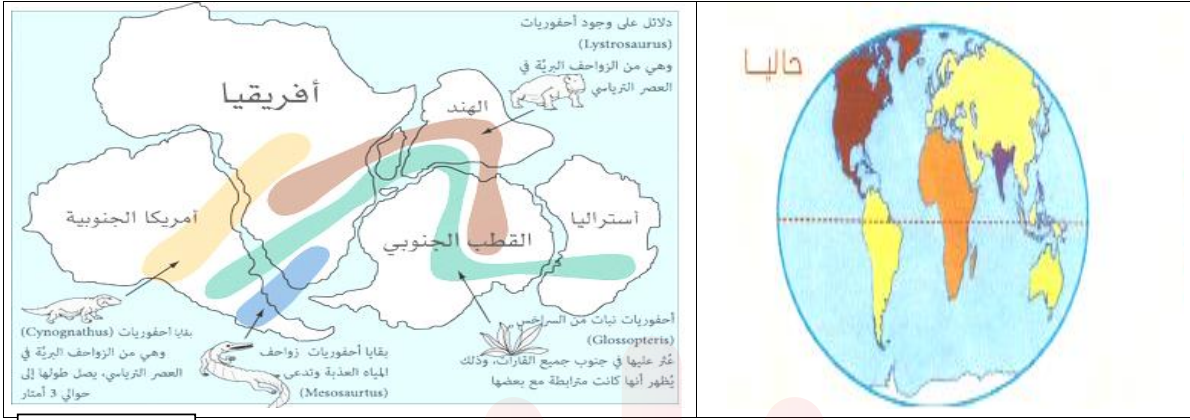 دلائل على وجود أحفوريات
(Lystrosaurus)
وهي من الزواحف البريّة في
العصر الترياسي
أفريقيا
الهند
أمريكا الجنوبية
القطب الجنوبي
أستراليا
بقايا أحفوريات (Cynognathus)
وهي من الزواحف البريّة في
العصر الترياسي، يصل طولها إلى
حوالي 3 أمتار
بقايا أحفوريات زواحف
المياه العذبة وتدعى
(Mesosaurtus)
أحفوريات نبات من السراخس
(Glossopteris)
عُثر عليها في جنوب جميع القارات، وذلك
يُظهر أنها كانت مترابطة مع بعضها
حاليا